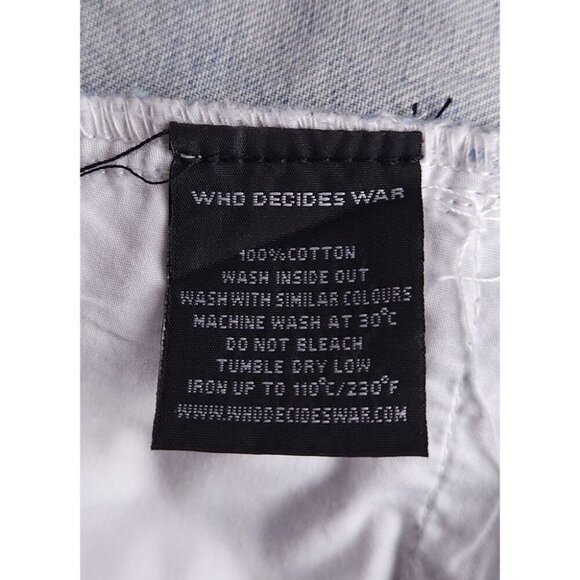 WHO DECIDES WAR
100%COTTON
WASH INSIDE OUT
WASH WITH SIMILAR COLOURS
MACHINE WASH AT 30°C
DO NOT BLEACH
TUMBLE DRY LOW
IRON UP TO 110°C/230°F
WWW.WHODECIDESWAR.COM